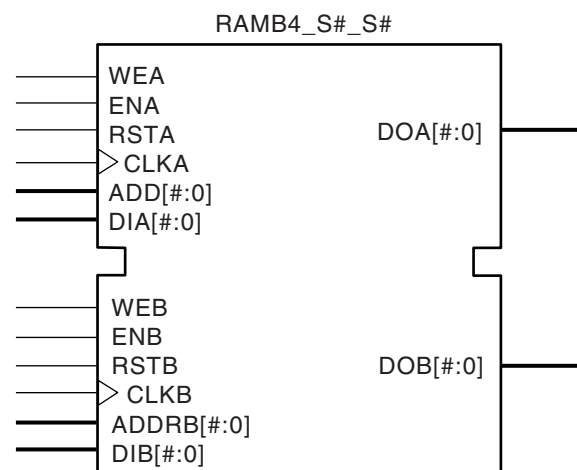 RAMB4_S#_S#
WEA
ENA
RSTA
DOA[#:0]
CLKA
ADD[#:0]
DIA[#:0]
WEB
ENB
RSTB
DOB[#:0]
CLKB
ADDRB[#:0]
DIB[#:0]